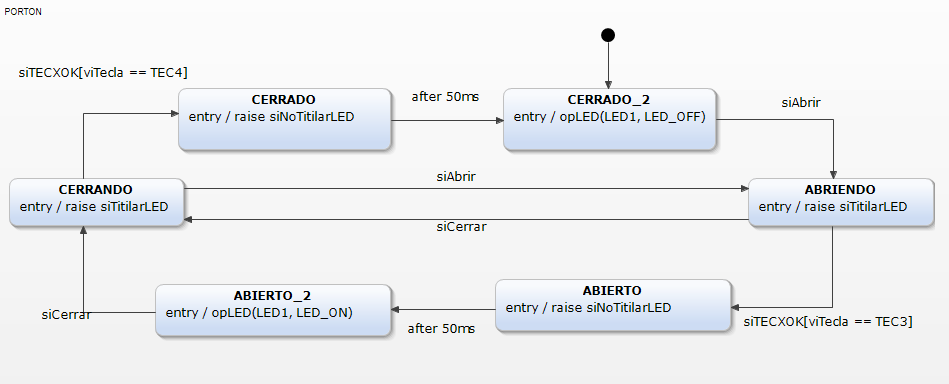 PORTON
siTECXOK[viTecla == TEC4]
CERRADO
entry / raise siNoTitilarLED
after 50ms
CERRADO_2
entry / opLED(LED1, LED_OFF)
siAbrir
CERRANDO
entry / raise siTitilarLED
siAbrir
siCerrar
ABRIENDO
entry / raise siTitilarLED
siCerrar
ABIERTO_2
entry / opLED(LED1, LED_ON)
after 50ms
ABIERTO
entry / raise siNoTitilarLED
siTECXOK[viTecla == TEC3]